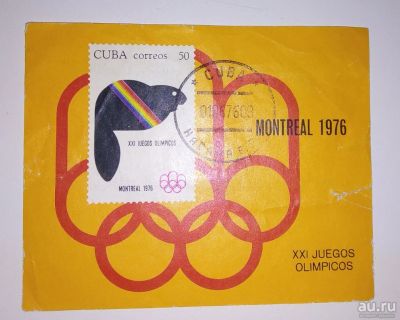 CUBA correos 50
XXI JUEGOS OLIMPICOS
MONTREAL 1976
CUBA
MONTREAL 1976
XXI JUEGOS
OLIMPICOS
au.ru